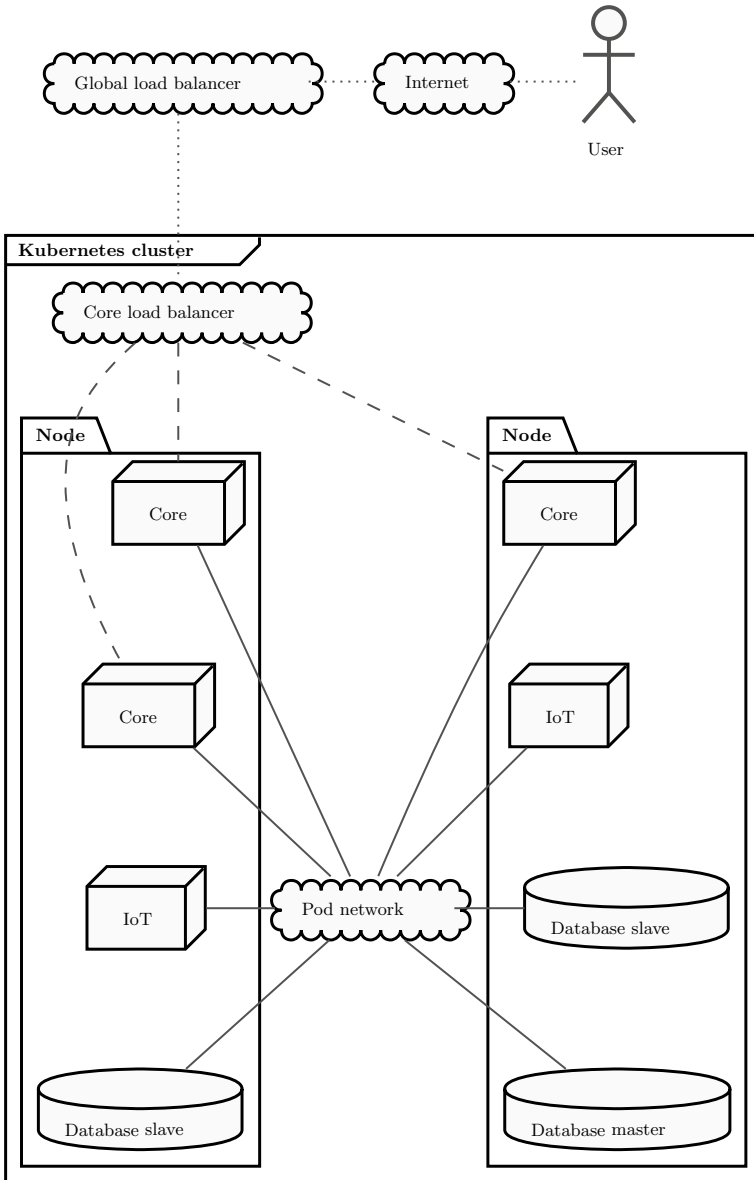 Global load balancer
Internet
User
Kubernetes cluster
Core load balancer
Node
Node
Core
Core
Core
IoT
IoT
Pod network
Database slave
Database slave
Database master